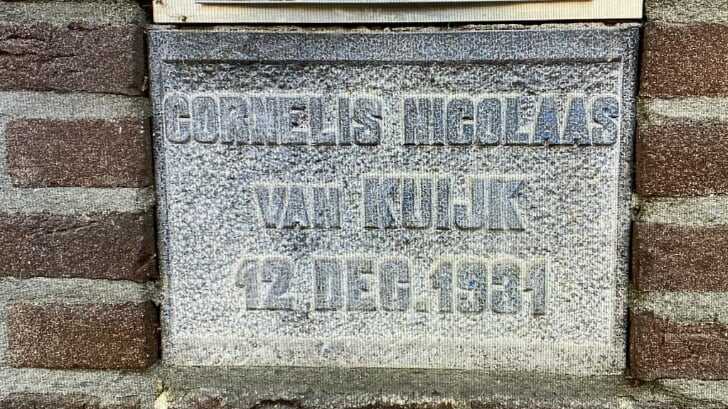 CORNELIS NICOLAAS
VAN KUIJK
12 DEC. 1931